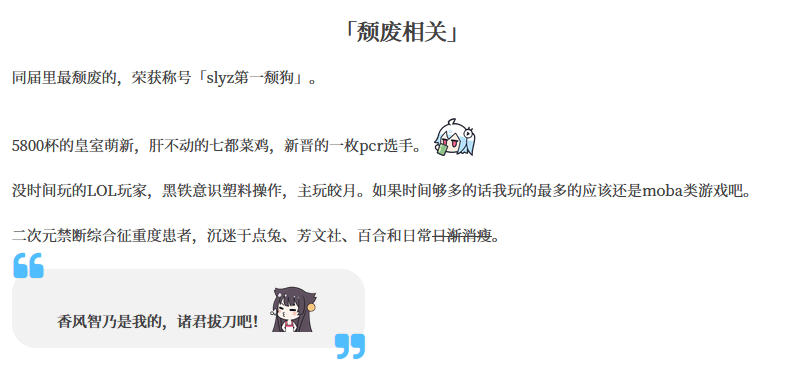 「颓废相关」
同届里最颓废的，荣获称号「slyz第一颓狗」。
5800杯的皇室萌新，肝不动的七都菜鸡，新晋的一枚pcr选手。
没时间玩的LOL玩家，黑铁意识塑料操作，主玩皎月。如果时间够多的话我玩的最多的应该还是moba类游戏吧。
二次元禁断综合征重度患者，沉迷于点兔、芳文社、百合和日常日渐消瘦。
香风智乃是我的，诸君拔刀吧！